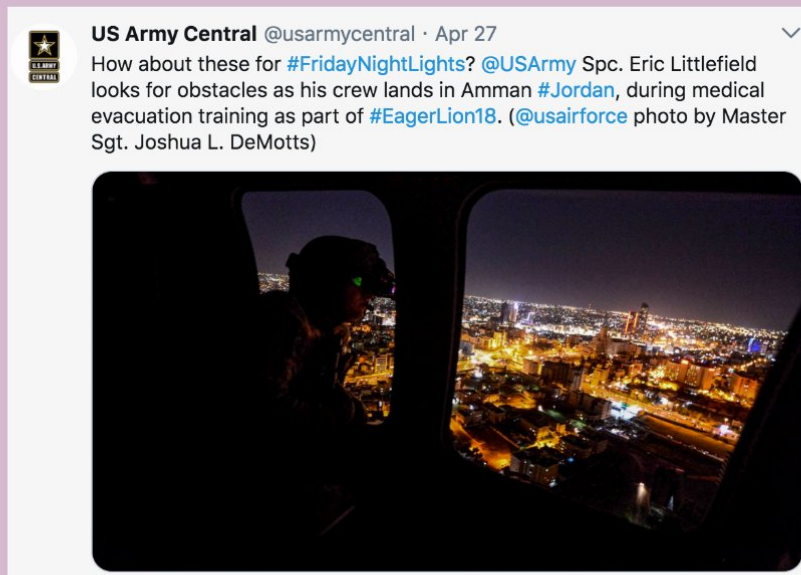 US Army Central @usarmycentral · Apr 27
How about these for #FridayNightLights? @USArmy Spc. Eric Littlefield
looks for obstacles as his crew lands in Amman #Jordan, during medical
evacuation training as part of #EagerLion18. (@usairforce photo by Master
Sgt. Joshua L. DeMotts)
U.S. ARMY
CENTRAL